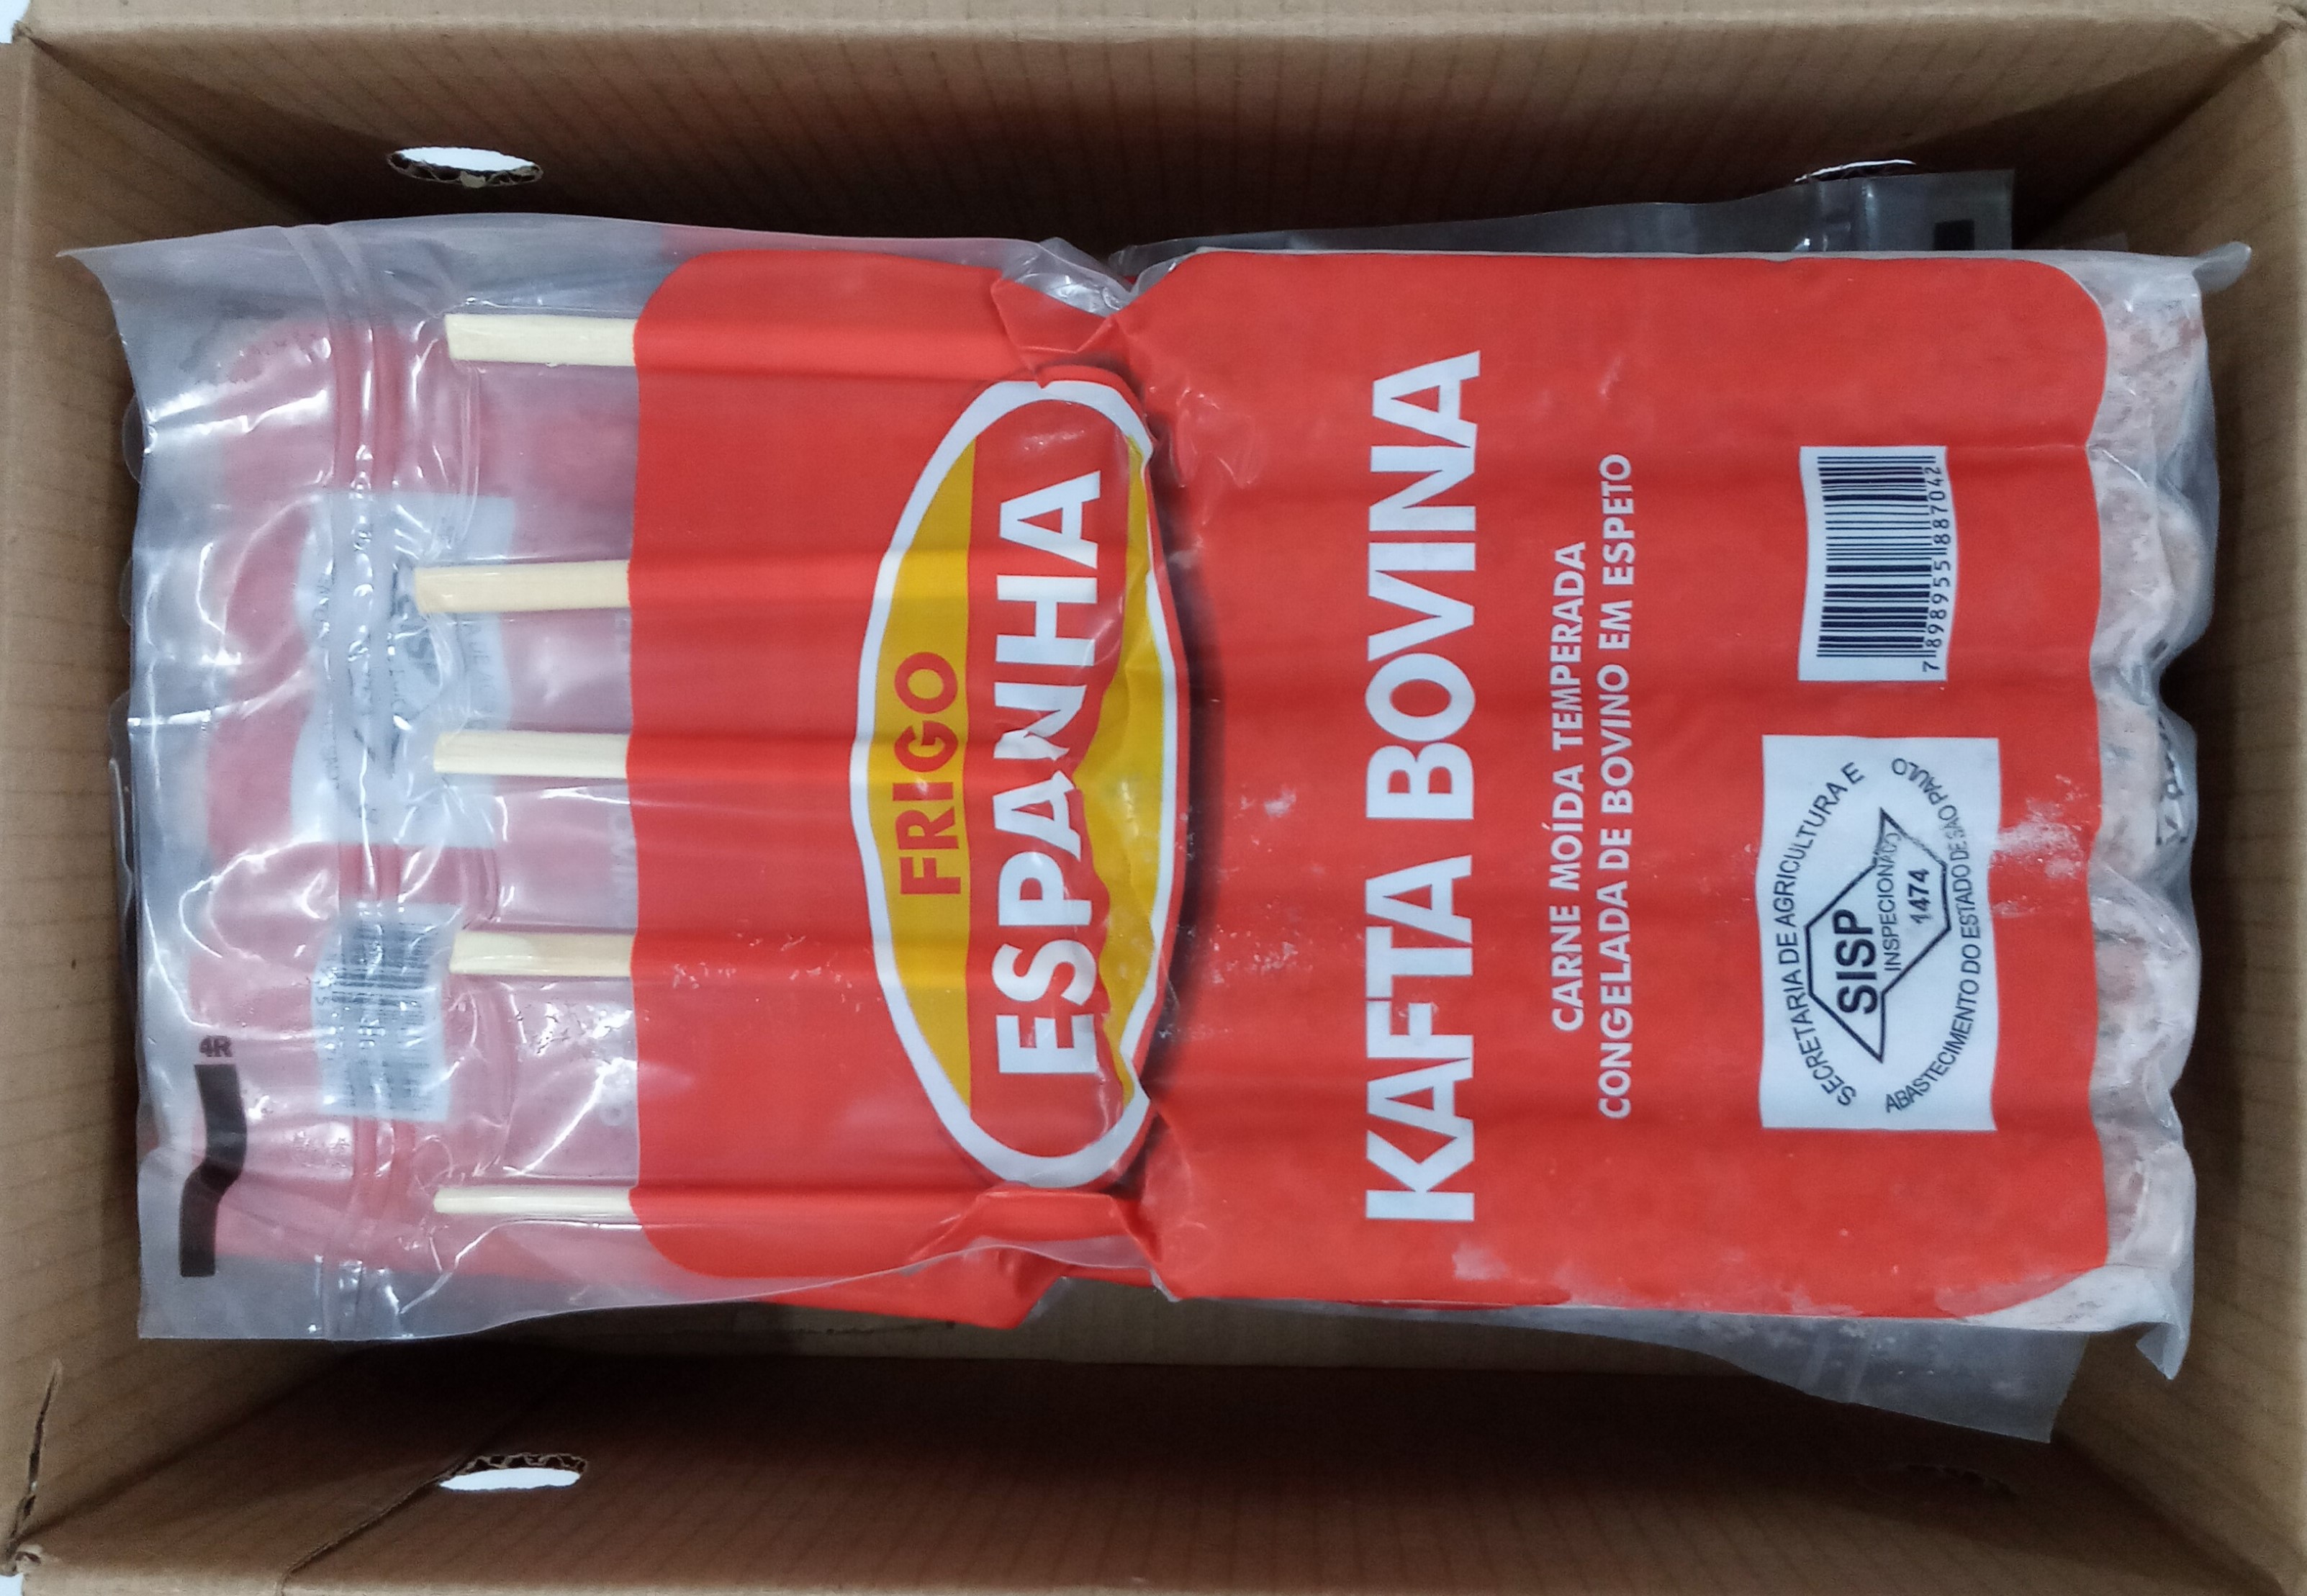 FRIGO
ESPANHA
KAFTA BOVINA
CARNE MOÍDA TEMPERADA
CONGELADA DE BOVINO EM ESPETO
SECRETARIA DE AGRICULTURA E
SISP
INSPECIONADO
1474
ABASTECIMENTO DO ESTADO DE SÃO PAULO
7 898955 887042
4R